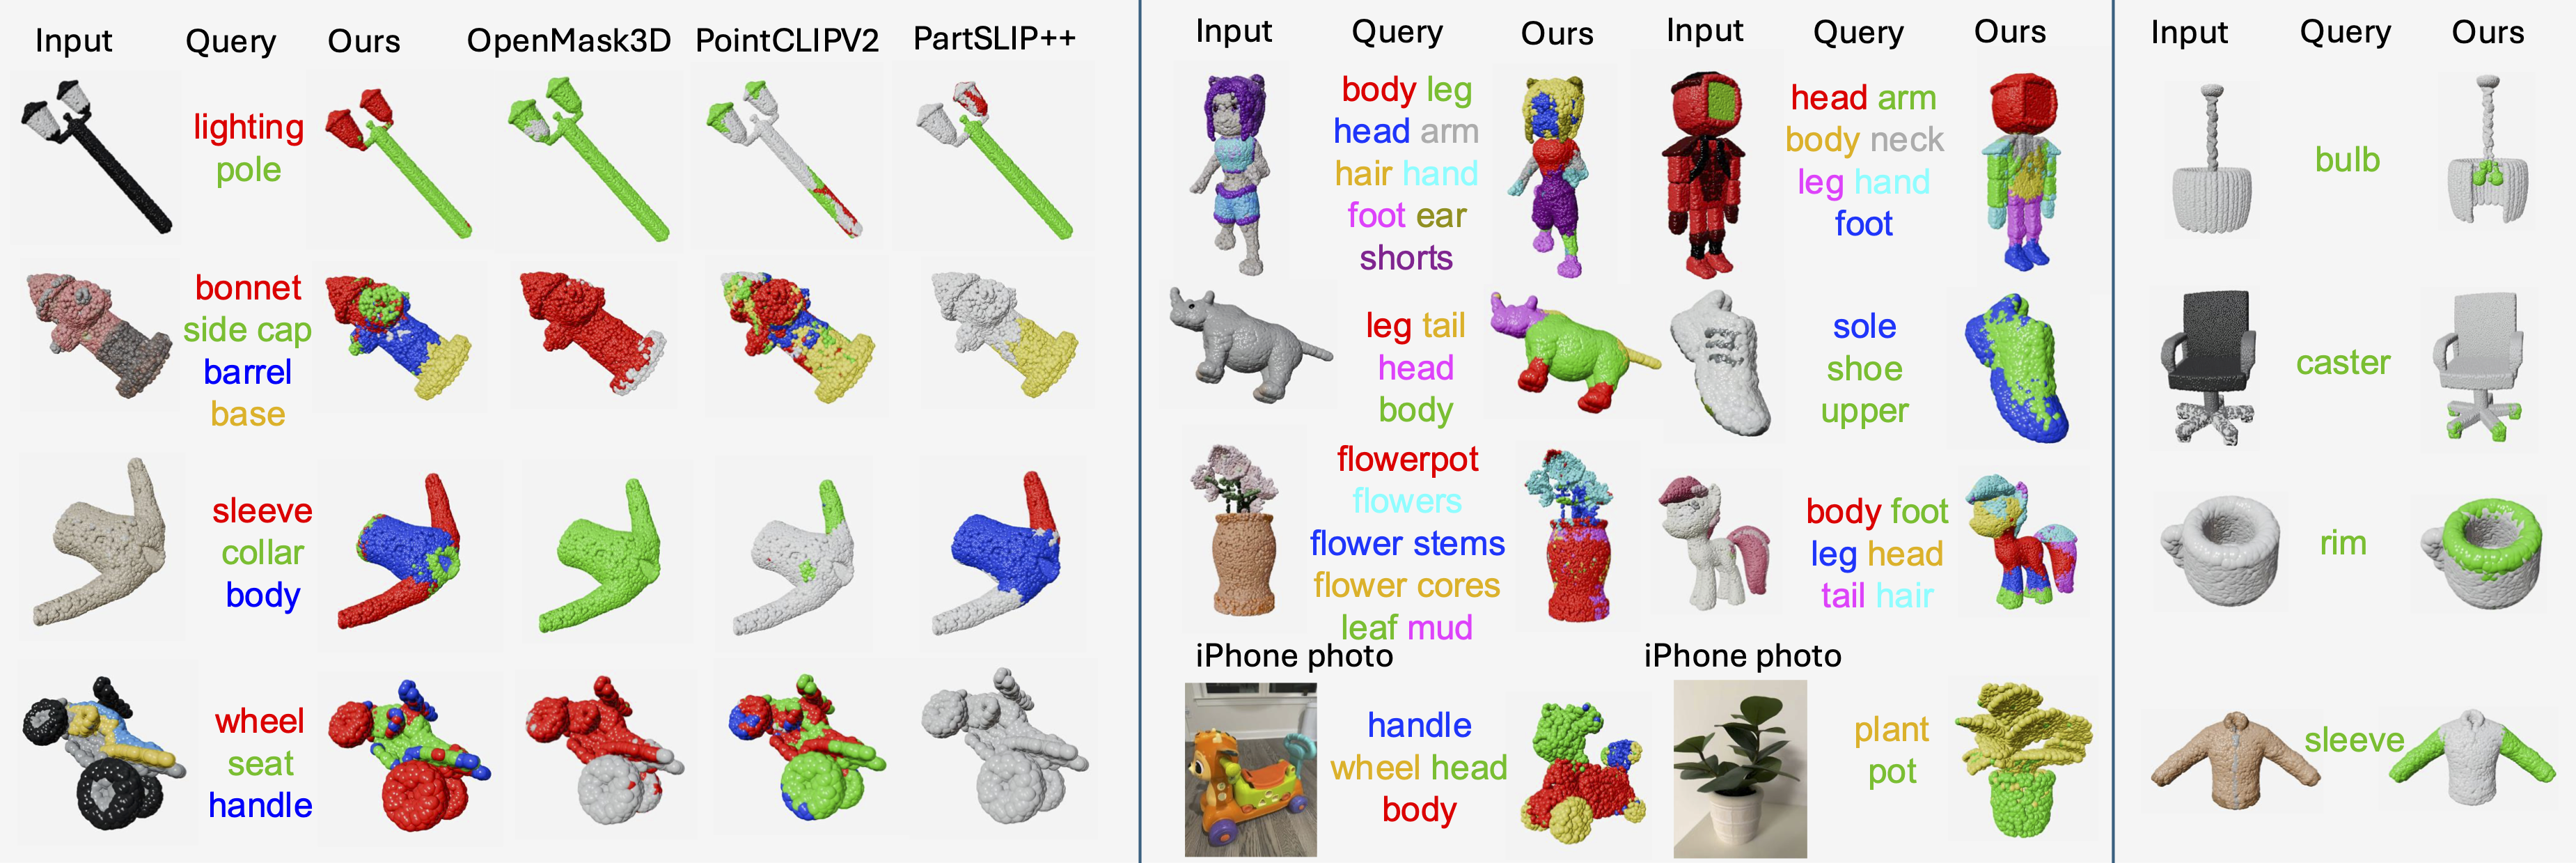 Input Query Ours OpenMask3D PointCLIPV2 PartSLIP++
lighting
pole
bonnet
side cap
barrel
base
sleeve
collar
body
wheel
seat
handle
Input Query Ours Input Query Ours
body leg
head arm
hair hand
foot ear
shorts
head arm
body neck
leg hand
foot
leg tail
head
body
sole
shoe
upper
flowerpot
flowers
flower stems
flower cores
leaf mud
body foot
leg head
tail hair
iPhone photo
handle
wheel head
body
iPhone photo
plant
pot
Input Query Ours
bulb
caster
rim
sleeve